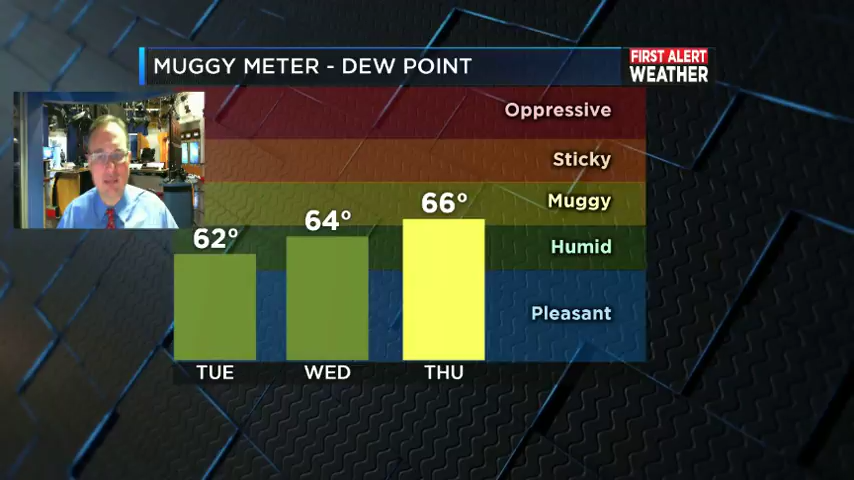 MUGGY METER - DEW POINT
FIRST ALERT
WEATHER
Oppressive
Sticky
Muggy
Humid
Pleasant
62°
64°
66°
TUE
WED
THU